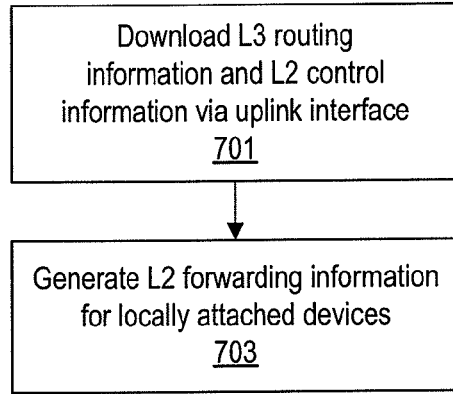 Download L3 routing
information and L2 control
information via uplink interface
701
Generate L2 forwarding information
for locally attached devices
703